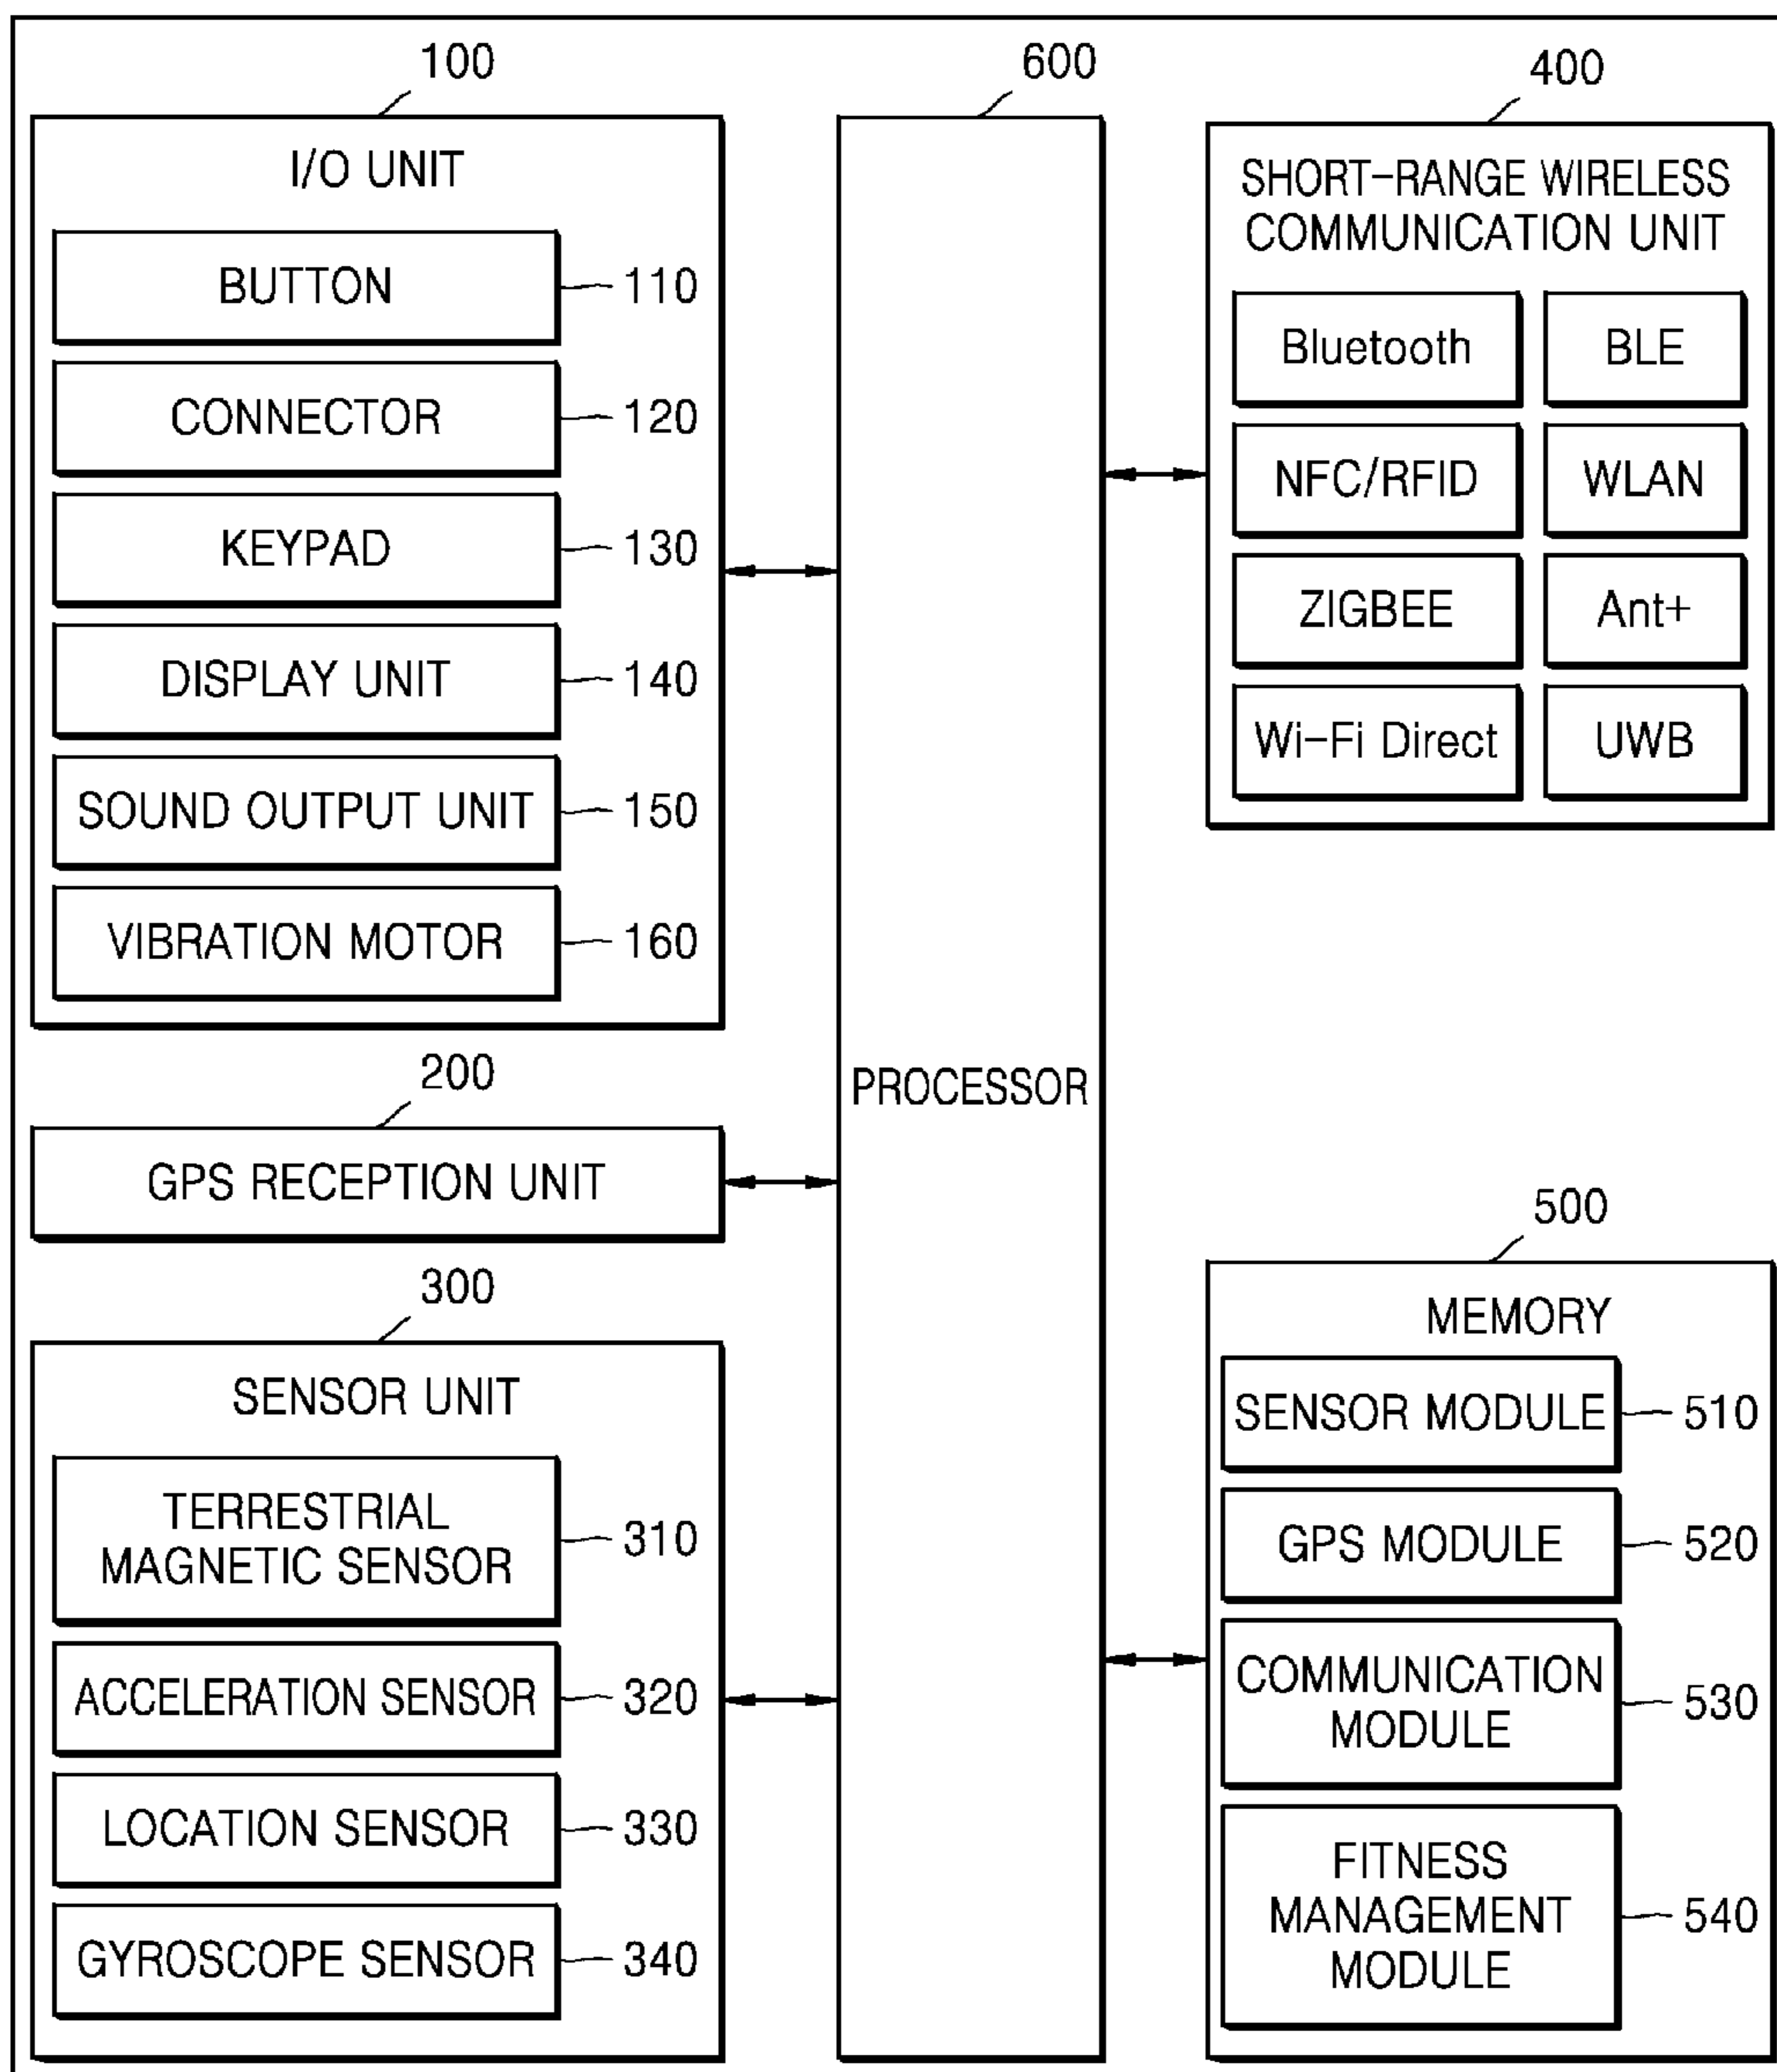 100
I/O UNIT
BUTTON 110
CONNECTOR 120
KEYPAD 130
DISPLAY UNIT 140
SOUND OUTPUT UNIT 150
VIBRATION MOTOR 160
200
GPS RECEPTION UNIT
300
SENSOR UNIT
TERRESTRIAL
MAGNETIC SENSOR 310
ACCELERATION SENSOR 320
LOCATION SENSOR 330
GYROSCOPE SENSOR 340
600
PROCESSOR
400
SHORT-RANGE WIRELESS
COMMUNICATION UNIT
Bluetooth BLE
NFC/RFID WLAN
ZIGBEE Ant+
Wi-Fi Direct UWB
500
MEMORY
SENSOR MODULE 510
GPS MODULE 520
COMMUNICATION
MODULE 530
FITNESS
MANAGEMENT 540
MODULE